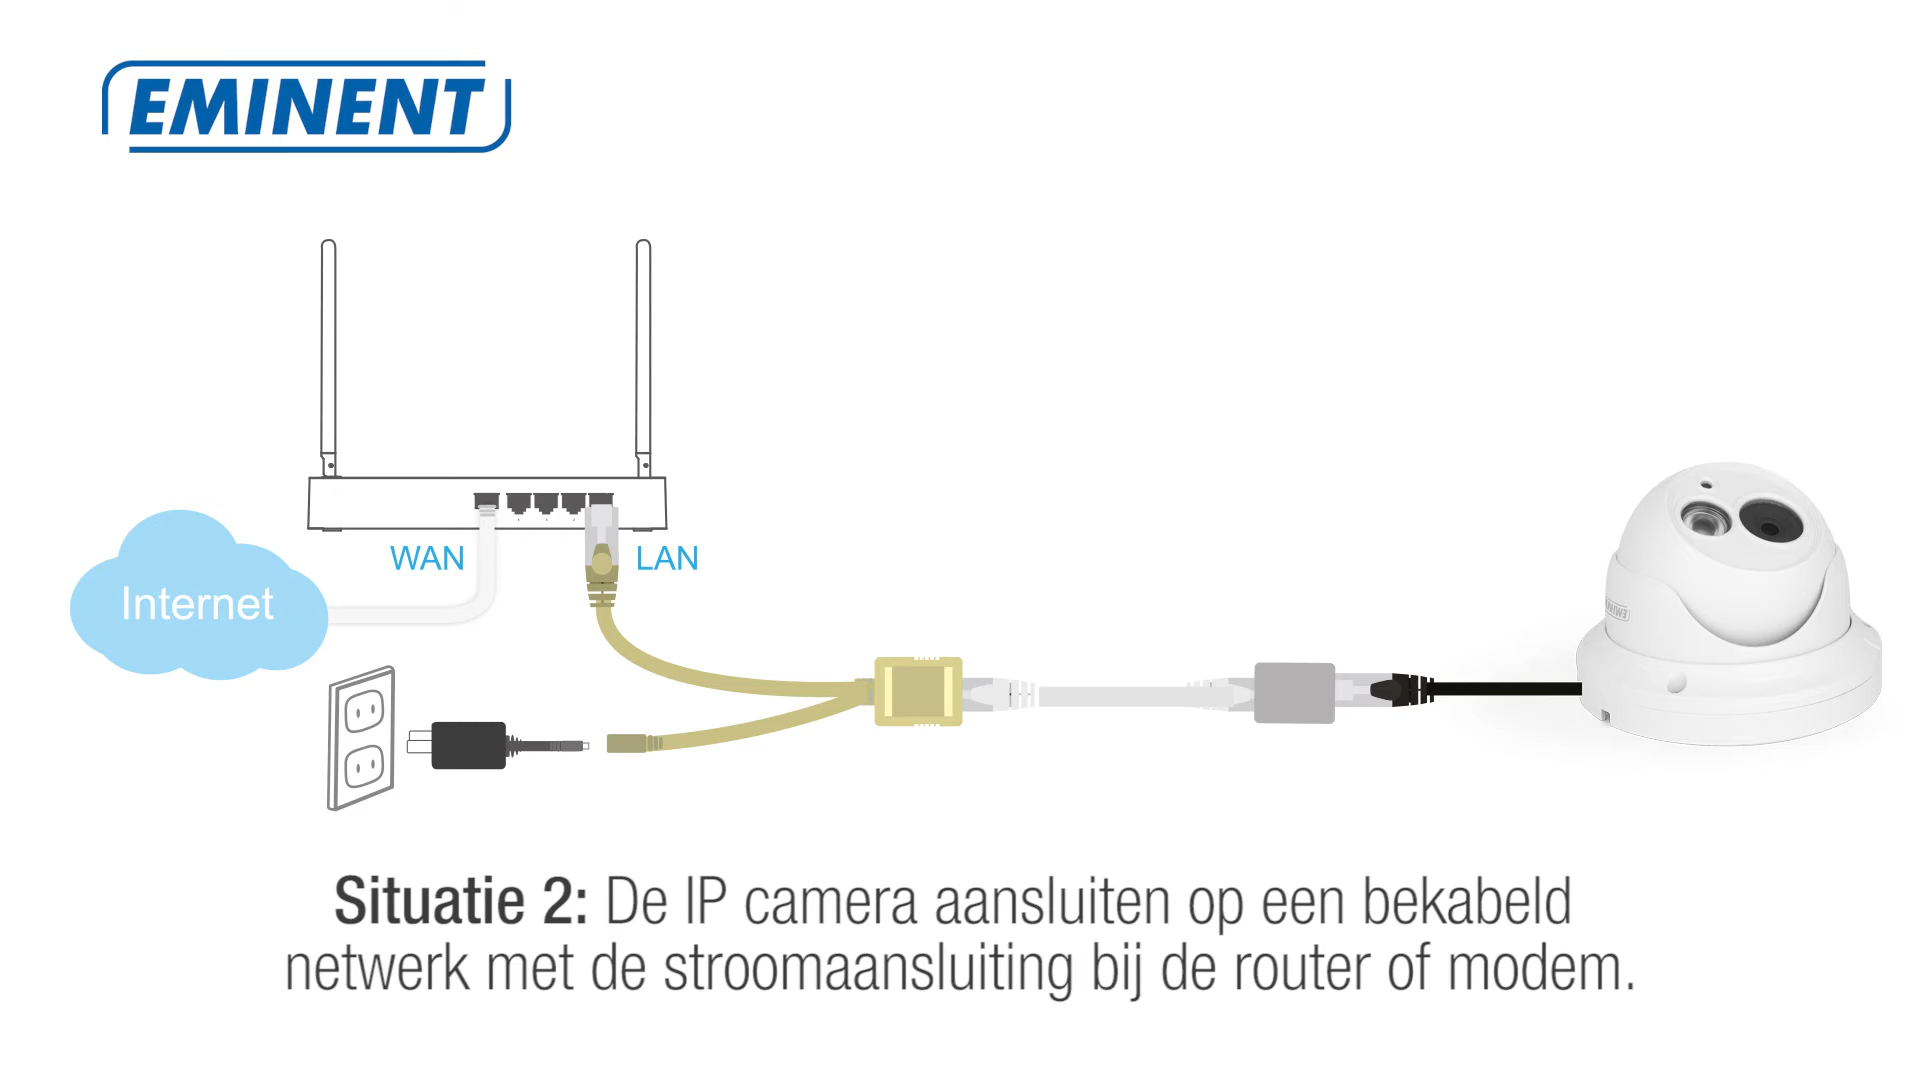 EMINENT
WAN
LAN
Internet
EMINENT
Situatie 2: De IP camera aansluiten op een bekabeld
netwerk met de stroomaansluiting bij de router of modem.